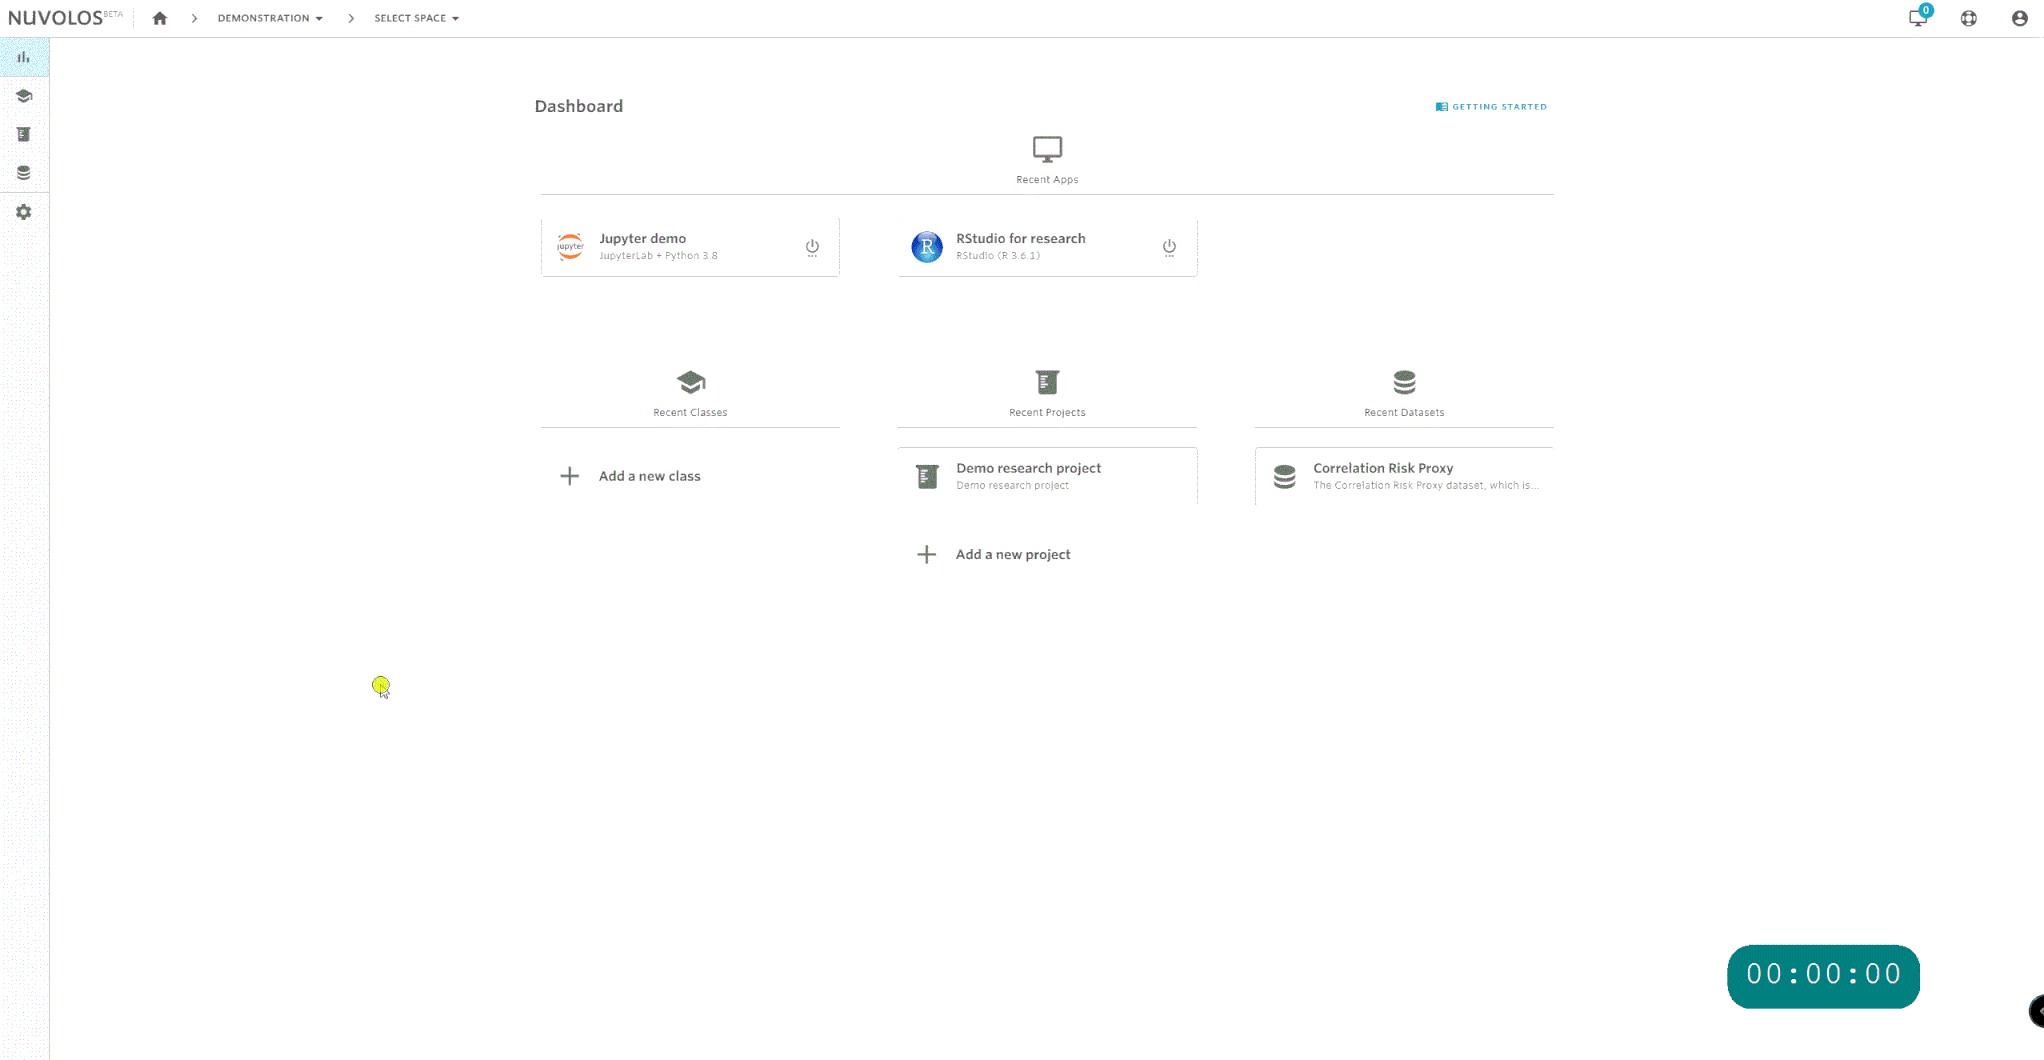 NUVOLOS BETA
DEMONSTRATION
SELECT SPACE
0
Dashboard
GETTING STARTED
Recent Apps
jupyter
Jupyter demo
JupyterLab + Python 3.8
R
RStudio for research
RStudio (R 3.6.1)
Recent Classes
Recent Projects
Recent Datasets
Add a new class
Demo research project
Demo research project
Correlation Risk Proxy
The Correlation Risk Proxy dataset, which is...
Add a new project
00:00:00